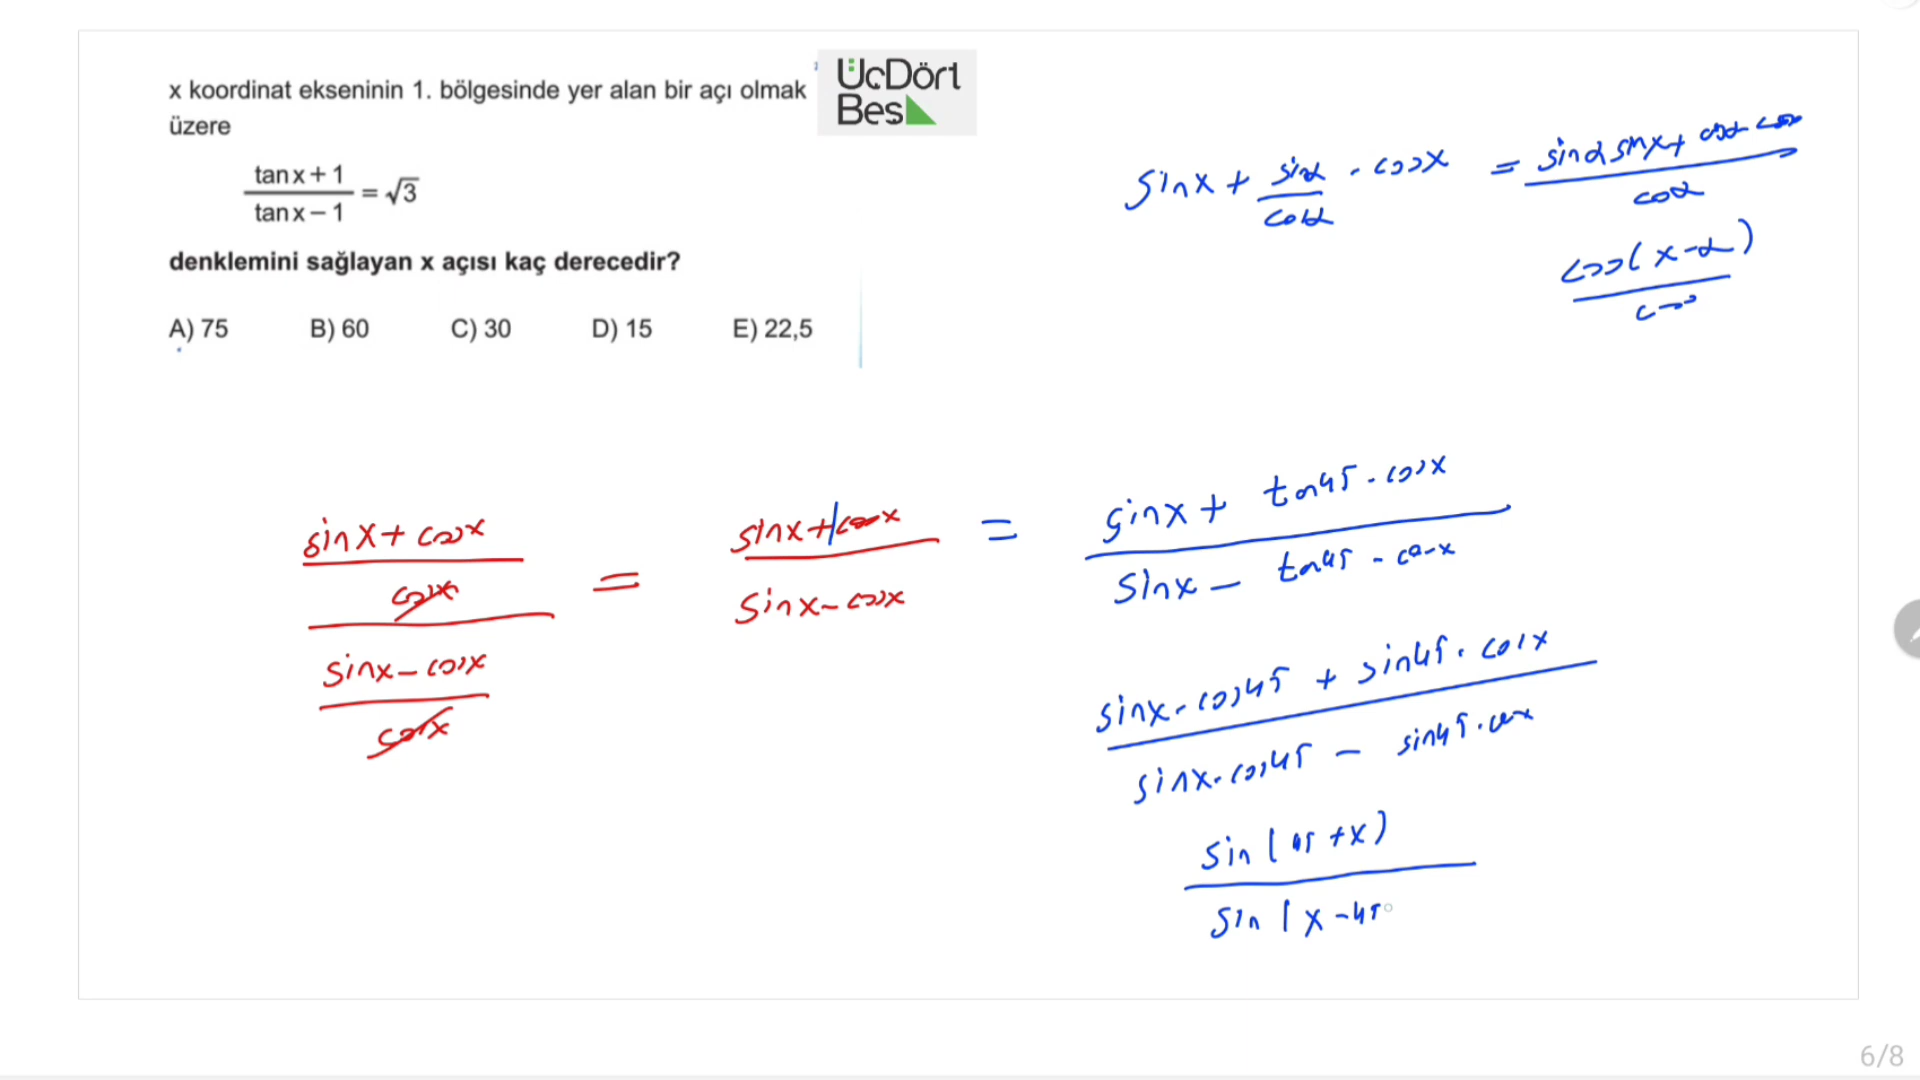 x koordinat ekseninin 1. bölgesinde yer alan bir açı olmak
üzere
ÜçDört
Beş
tan x + 1
tan x − 1
= √3
denklemini sağlayan x açısı kaç derecedir?
A) 75 B) 60 C) 30 D) 15 E) 22,5
sinx + sinα / cosα · cosx = sinα sinx + cosα cosx / cosα
cos(x-α)
sinx + cosx
cosx
sinx - cosx
cosx
=
sinx + cosx
sinx - cosx
=
sinx + tan45 · cosx
sinx - tan45 · cosx
sinx · cos45 + sin45 · cosx
sinx · cos45 - sin45 · cosx
sin(45 + x)
sin(x - 45
6/8